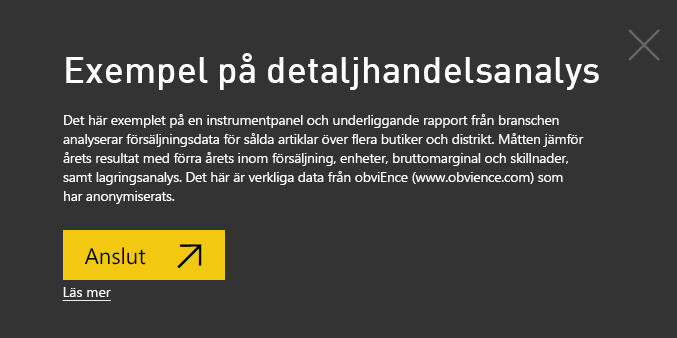 Exempel på detaljhandelsanalys
Det här exemplet på en instrumentpanel och underliggande rapport från branschen
analyserar försäljningsdata för sålda artiklar över flera butiker och distrikt. Måtten jämför
årets resultat med förra årets inom försäljning, enheter, bruttomarginal och skillnader,
samt lagringsanalys. Det här är verkliga data från obviEnce (www.obvience.com) som
har anonymiserats.
Anslut
Läs mer